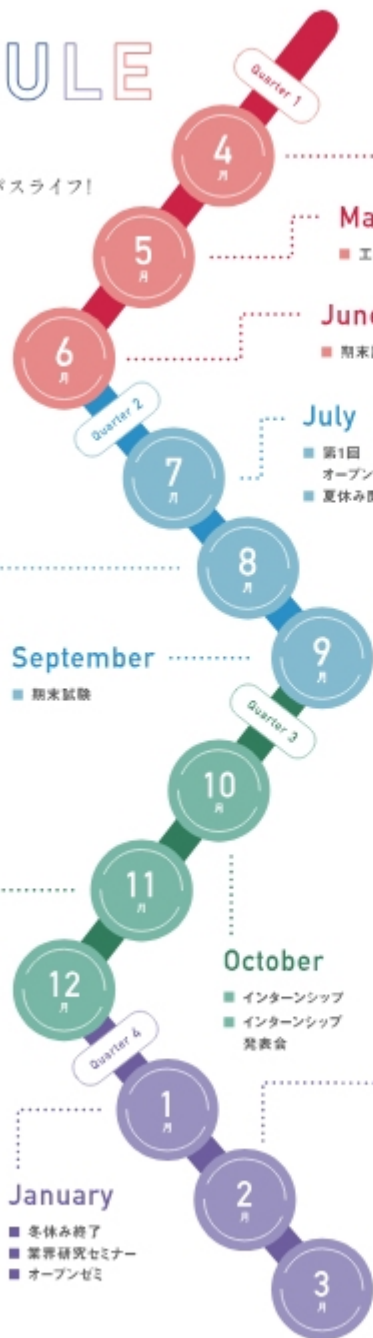 ULE
スライフ!
Quarter 1
4
月
5
月
Ma
■ エ
6
月
June
■ 期末
Quarter 2
July
■ 第1回
オープン
■ 夏休み
7
月
8
月
September
■ 期末試験
9
月
Quarter 3
10
月
11
月
October
■ インターンシップ
■ インターンシップ
発表会
12
月
Quarter 4
1
月
January
■ 冬休み終了
■ 業界研究セミナー
■ オープンゼミ
2
月
3
月